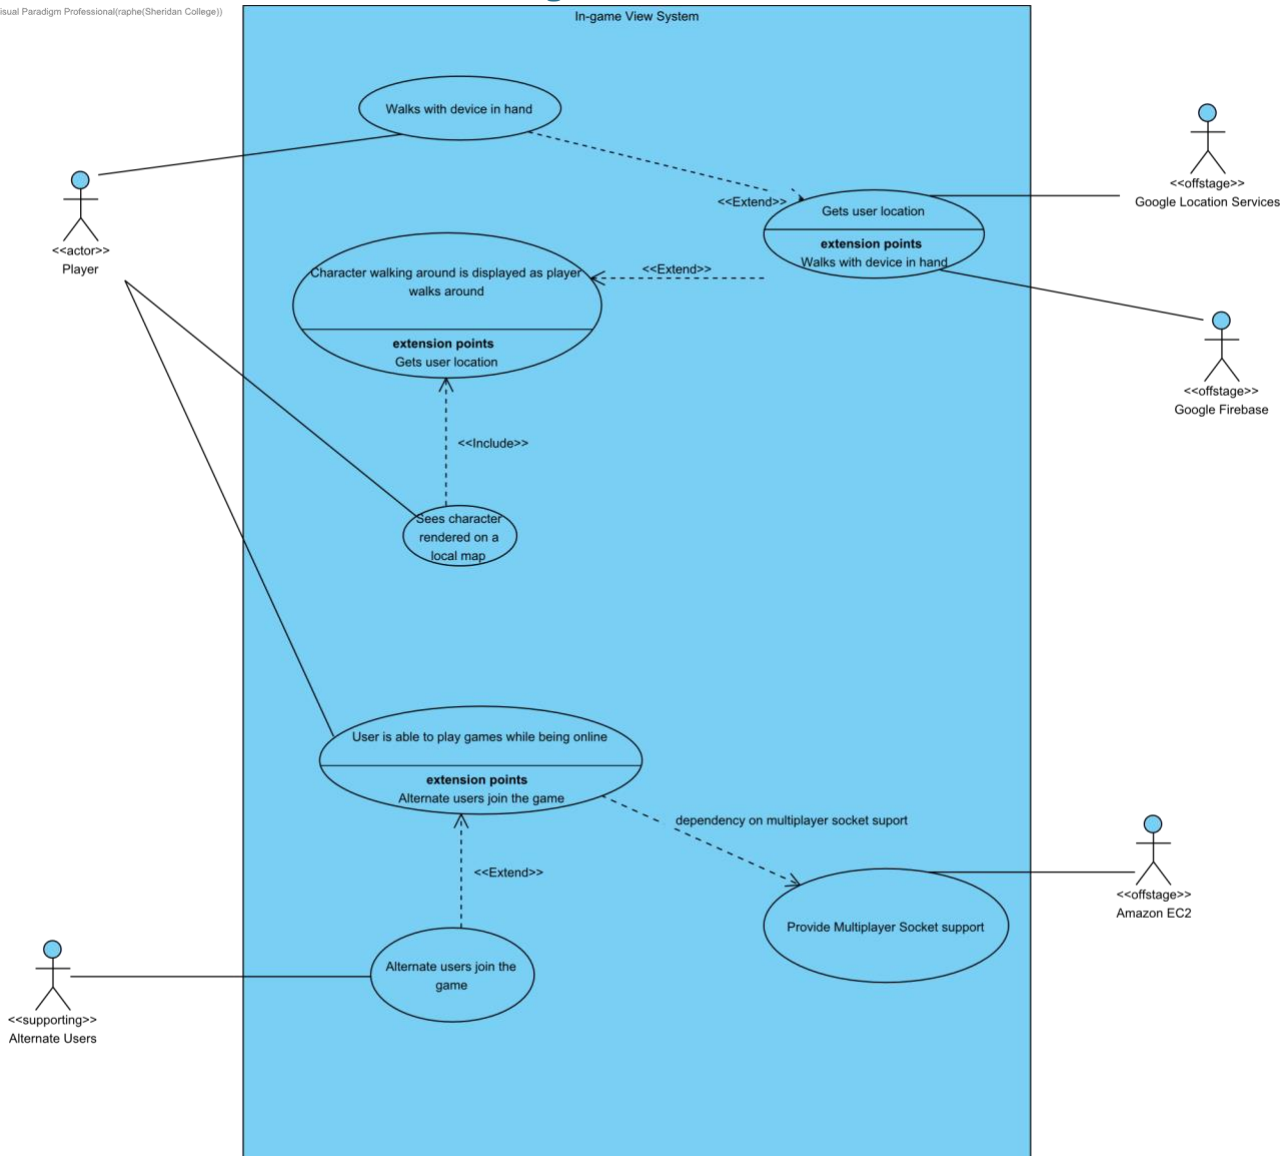 isual Paradigm Professional(raphe(Sheridan College))
In-game View System
Walks with device in hand
<<actor>>
Player
<<Extend>>
Gets user location
extension points
Walks with device in hand
<<offstage>>
Google Location Services
Character walking around is displayed as player
walks around
extension points
Gets user location
<<Extend>>
<<offstage>>
Google Firebase
<<Include>>
Sees character
rendered on a
local map
User is able to play games while being online
extension points
Alternate users join the game
dependency on multiplayer socket suport
<<Extend>>
Provide Multiplayer Socket support
<<offstage>>
Amazon EC2
Alternate users join the
game
<<supporting>>
Alternate Users